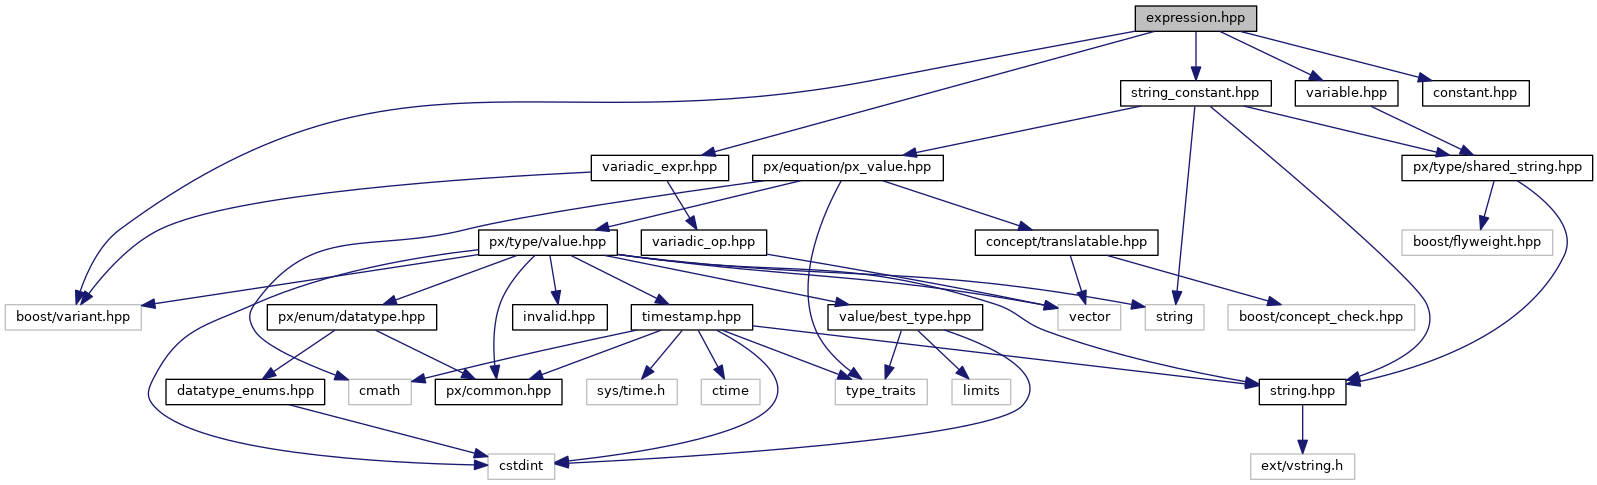 expression.hpp
string_constant.hpp
variable.hpp
constant.hpp
variadic_expr.hpp
px/equation/px_value.hpp
px/type/shared_string.hpp
px/type/value.hpp
variadic_op.hpp
concept/translatable.hpp
boost/flyweight.hpp
boost/variant.hpp
px/enum/datatype.hpp
invalid.hpp
timestamp.hpp
value/best_type.hpp
vector
string
boost/concept_check.hpp
datatype_enums.hpp
cmath
px/common.hpp
sys/time.h
ctime
type_traits
limits
string.hpp
cstdint
ext/vstring.h